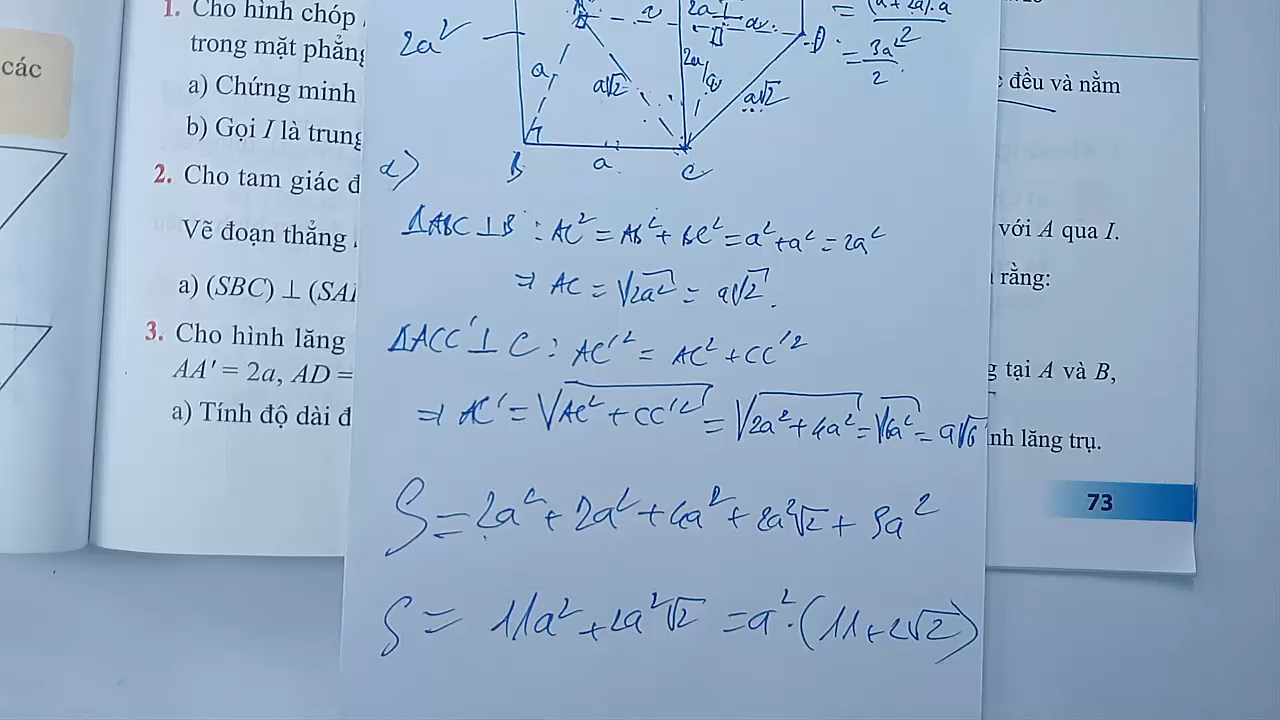 các
1. Cho hình chóp
trong mặt phẳng
a) Chứng minh
b) Gọi I là trung
2. Cho tam giác đ
Vẽ đoạn thẳng
a) (SBC) ⊥ (SA
3. Cho hình lăng
AA' = 2a, AD =
a) Tính độ dài đ
2a²
a
a√2
a√2
= (a + 2a).a
= 3a²/2.
D
B a C
a)
ΔABC ⊥ B : AC² = AB² + BC² = a² + a² = 2a²
⇒ AC = √2a² = a√2.
ΔACC' ⊥ C : AC'² = AC² + CC'²
⇒ AC' = √AC² + CC'² = √2a² + 4a² = √6a² = a√6
S = 2a² + 2a² + 4a² + 2a²√2 + 3a²
S = 11a² + 2a²√2 = a².(11 + 2√2)
đều và nằm
với A qua I.
rằng:
g tại A và B,
nh lăng trụ.
73